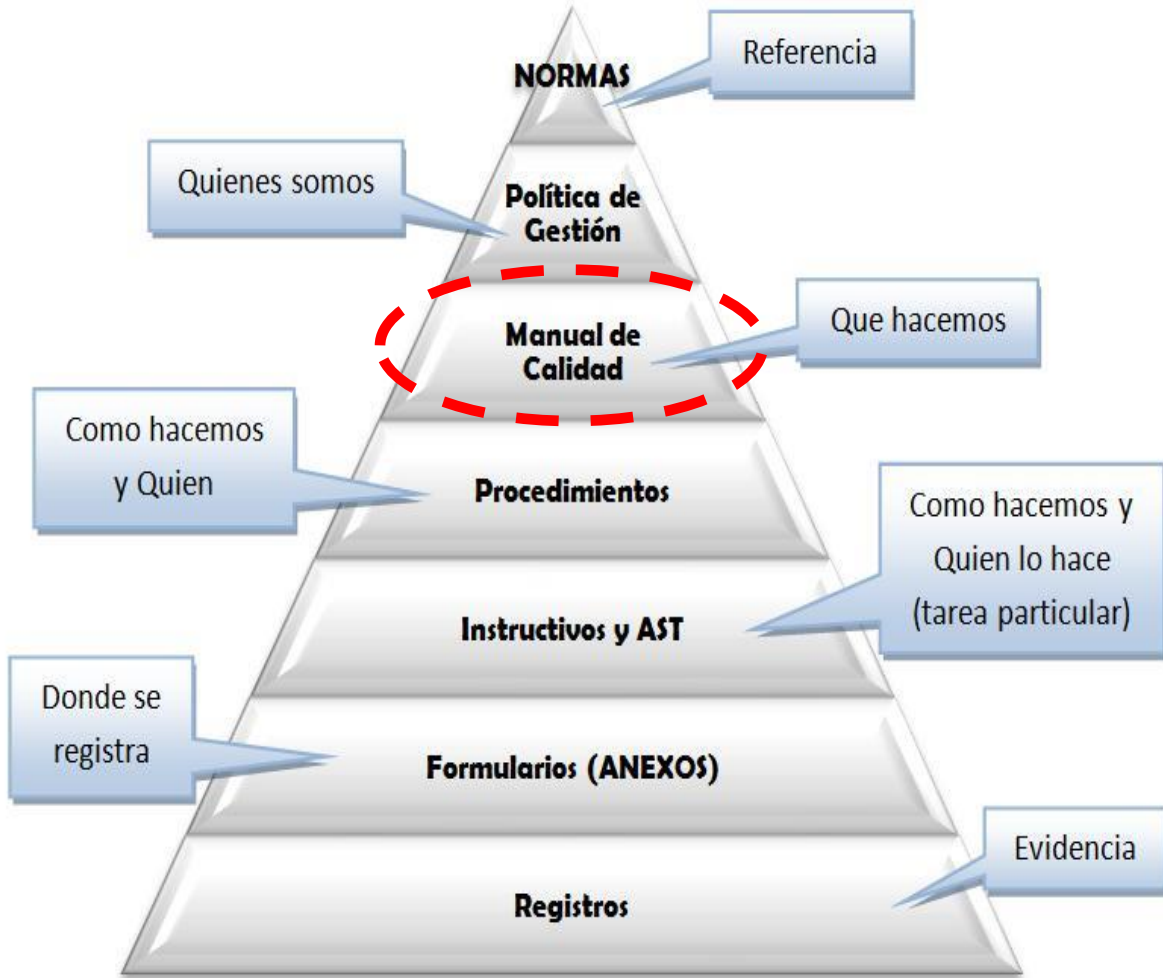 NORMAS
Referencia
Quienes somos
Política de
Gestión
Manual de
Calidad
Que hacemos
Como hacemos
y Quien
Procedimientos
Como hacemos y
Quien lo hace
(tarea particular)
Instructivos y AST
Donde se
registra
Formularios (ANEXOS)
Evidencia
Registros